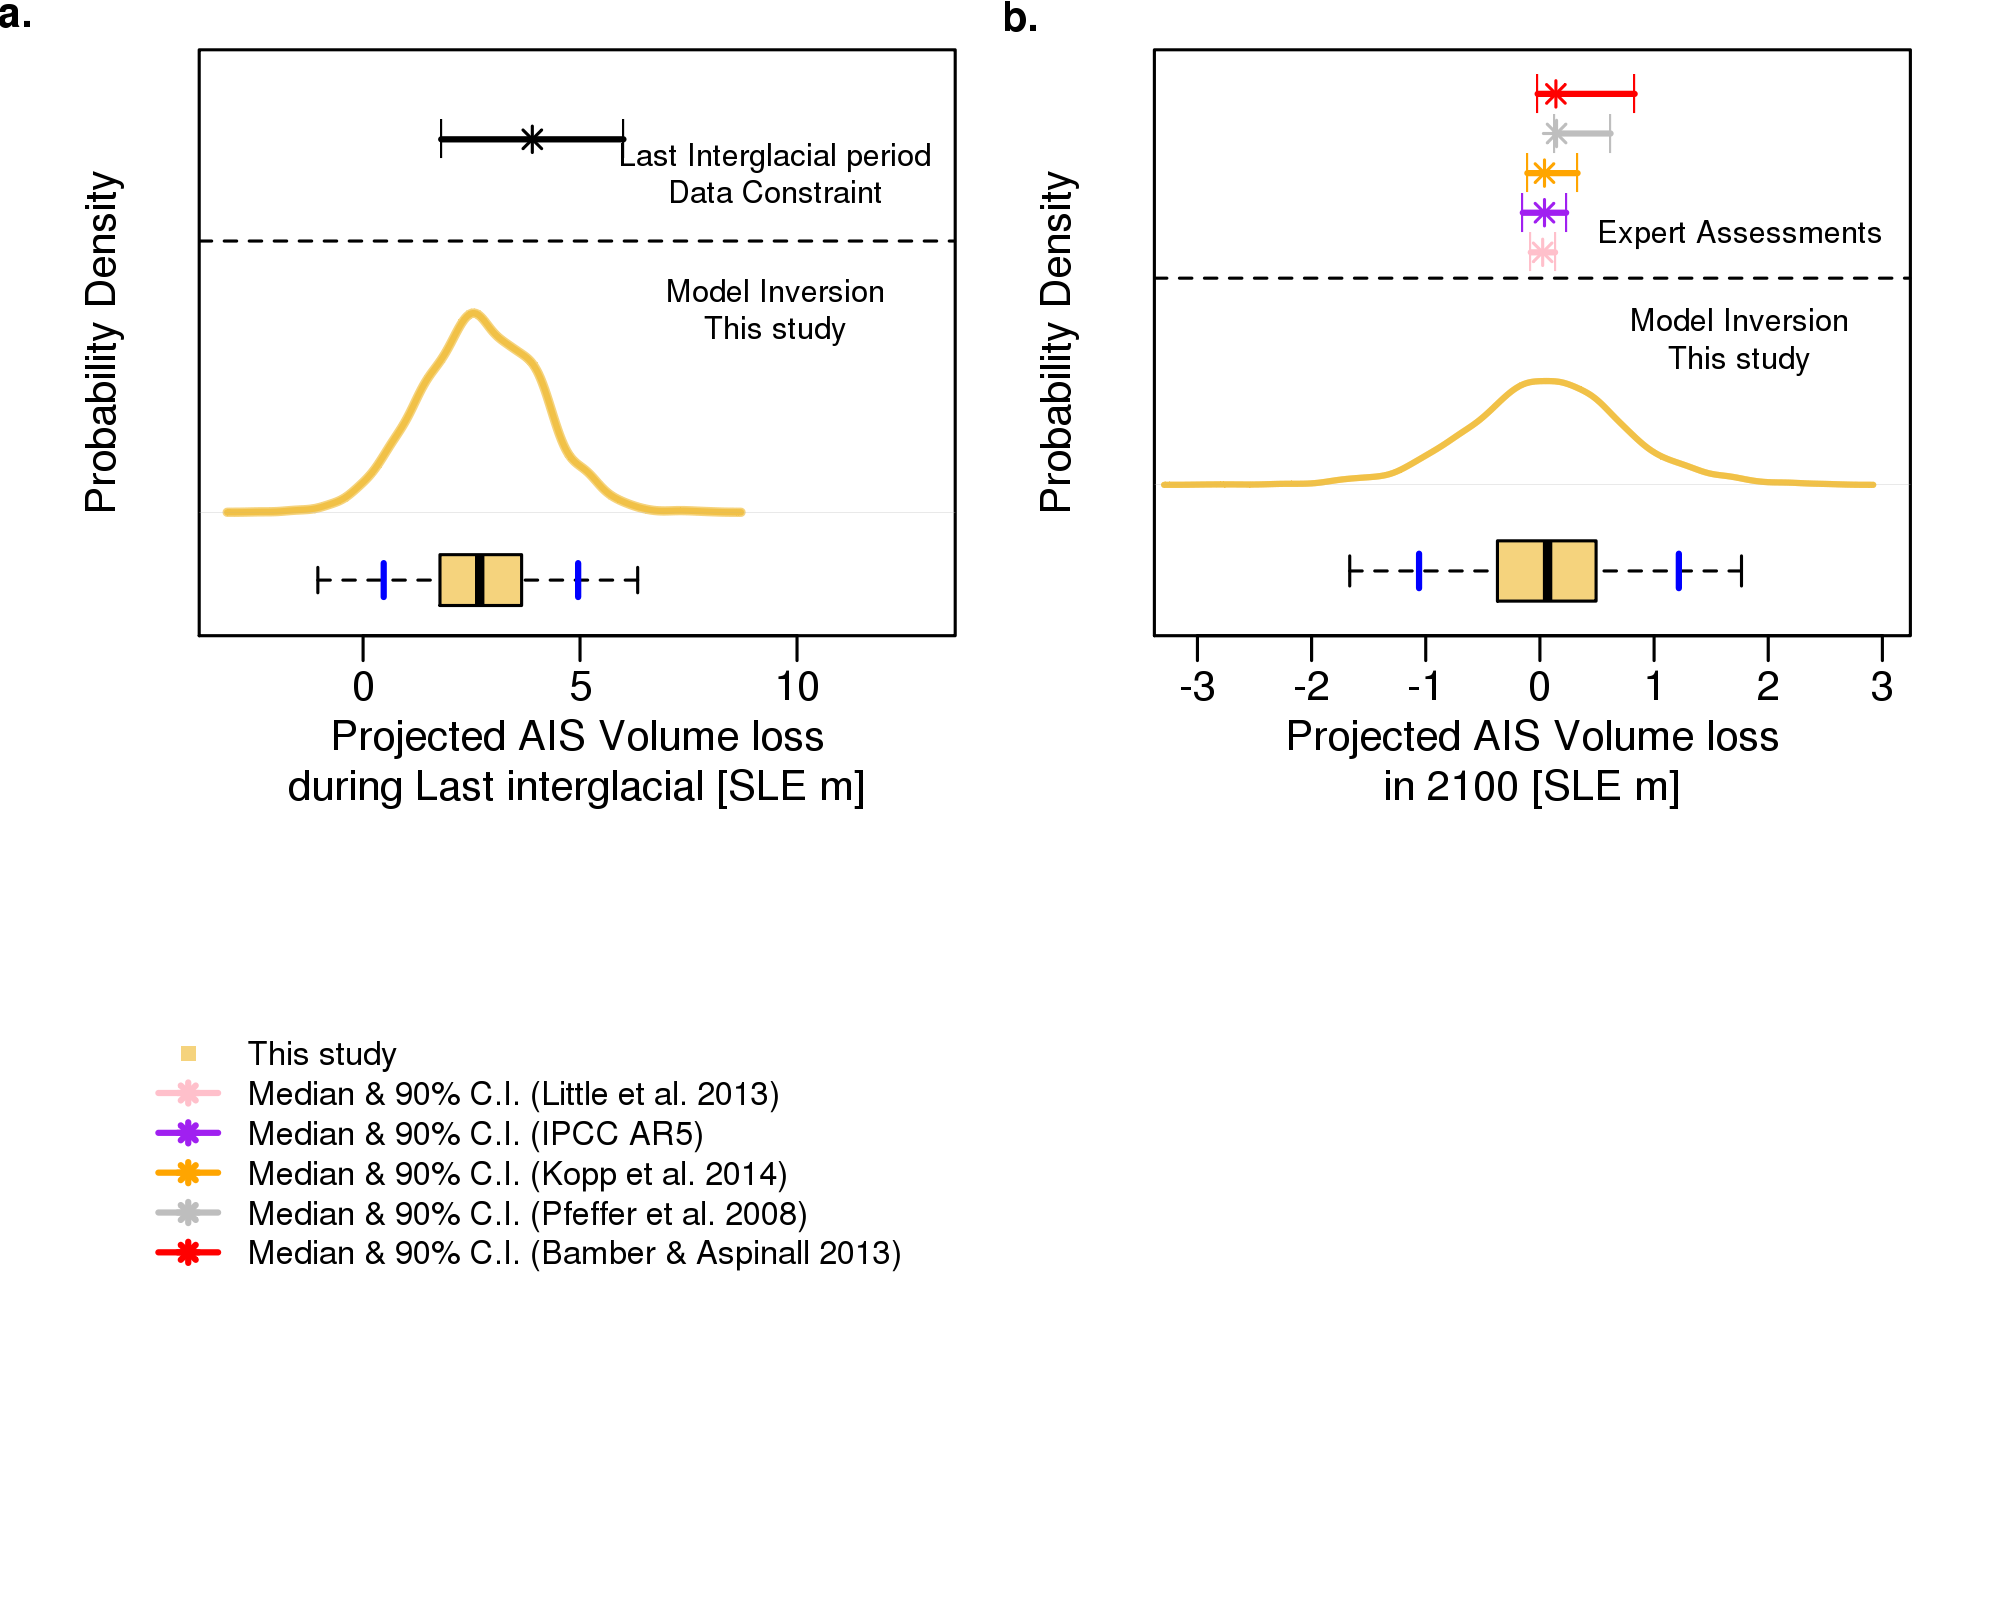 a.
Probability Density
Last Interglacial period
Data Constraint
Model Inversion
This study
0 5 10
Projected AIS Volume loss
during Last interglacial [SLE m]
b.
Probability Density
Expert Assessments
Model Inversion
This study
-3 -2 -1 0 1 2 3
Projected AIS Volume loss
in 2100 [SLE m]
This study
Median & 90% C.I. (Little et al. 2013)
Median & 90% C.I. (IPCC AR5)
Median & 90% C.I. (Kopp et al. 2014)
Median & 90% C.I. (Pfeffer et al. 2008)
Median & 90% C.I. (Bamber & Aspinall 2013)